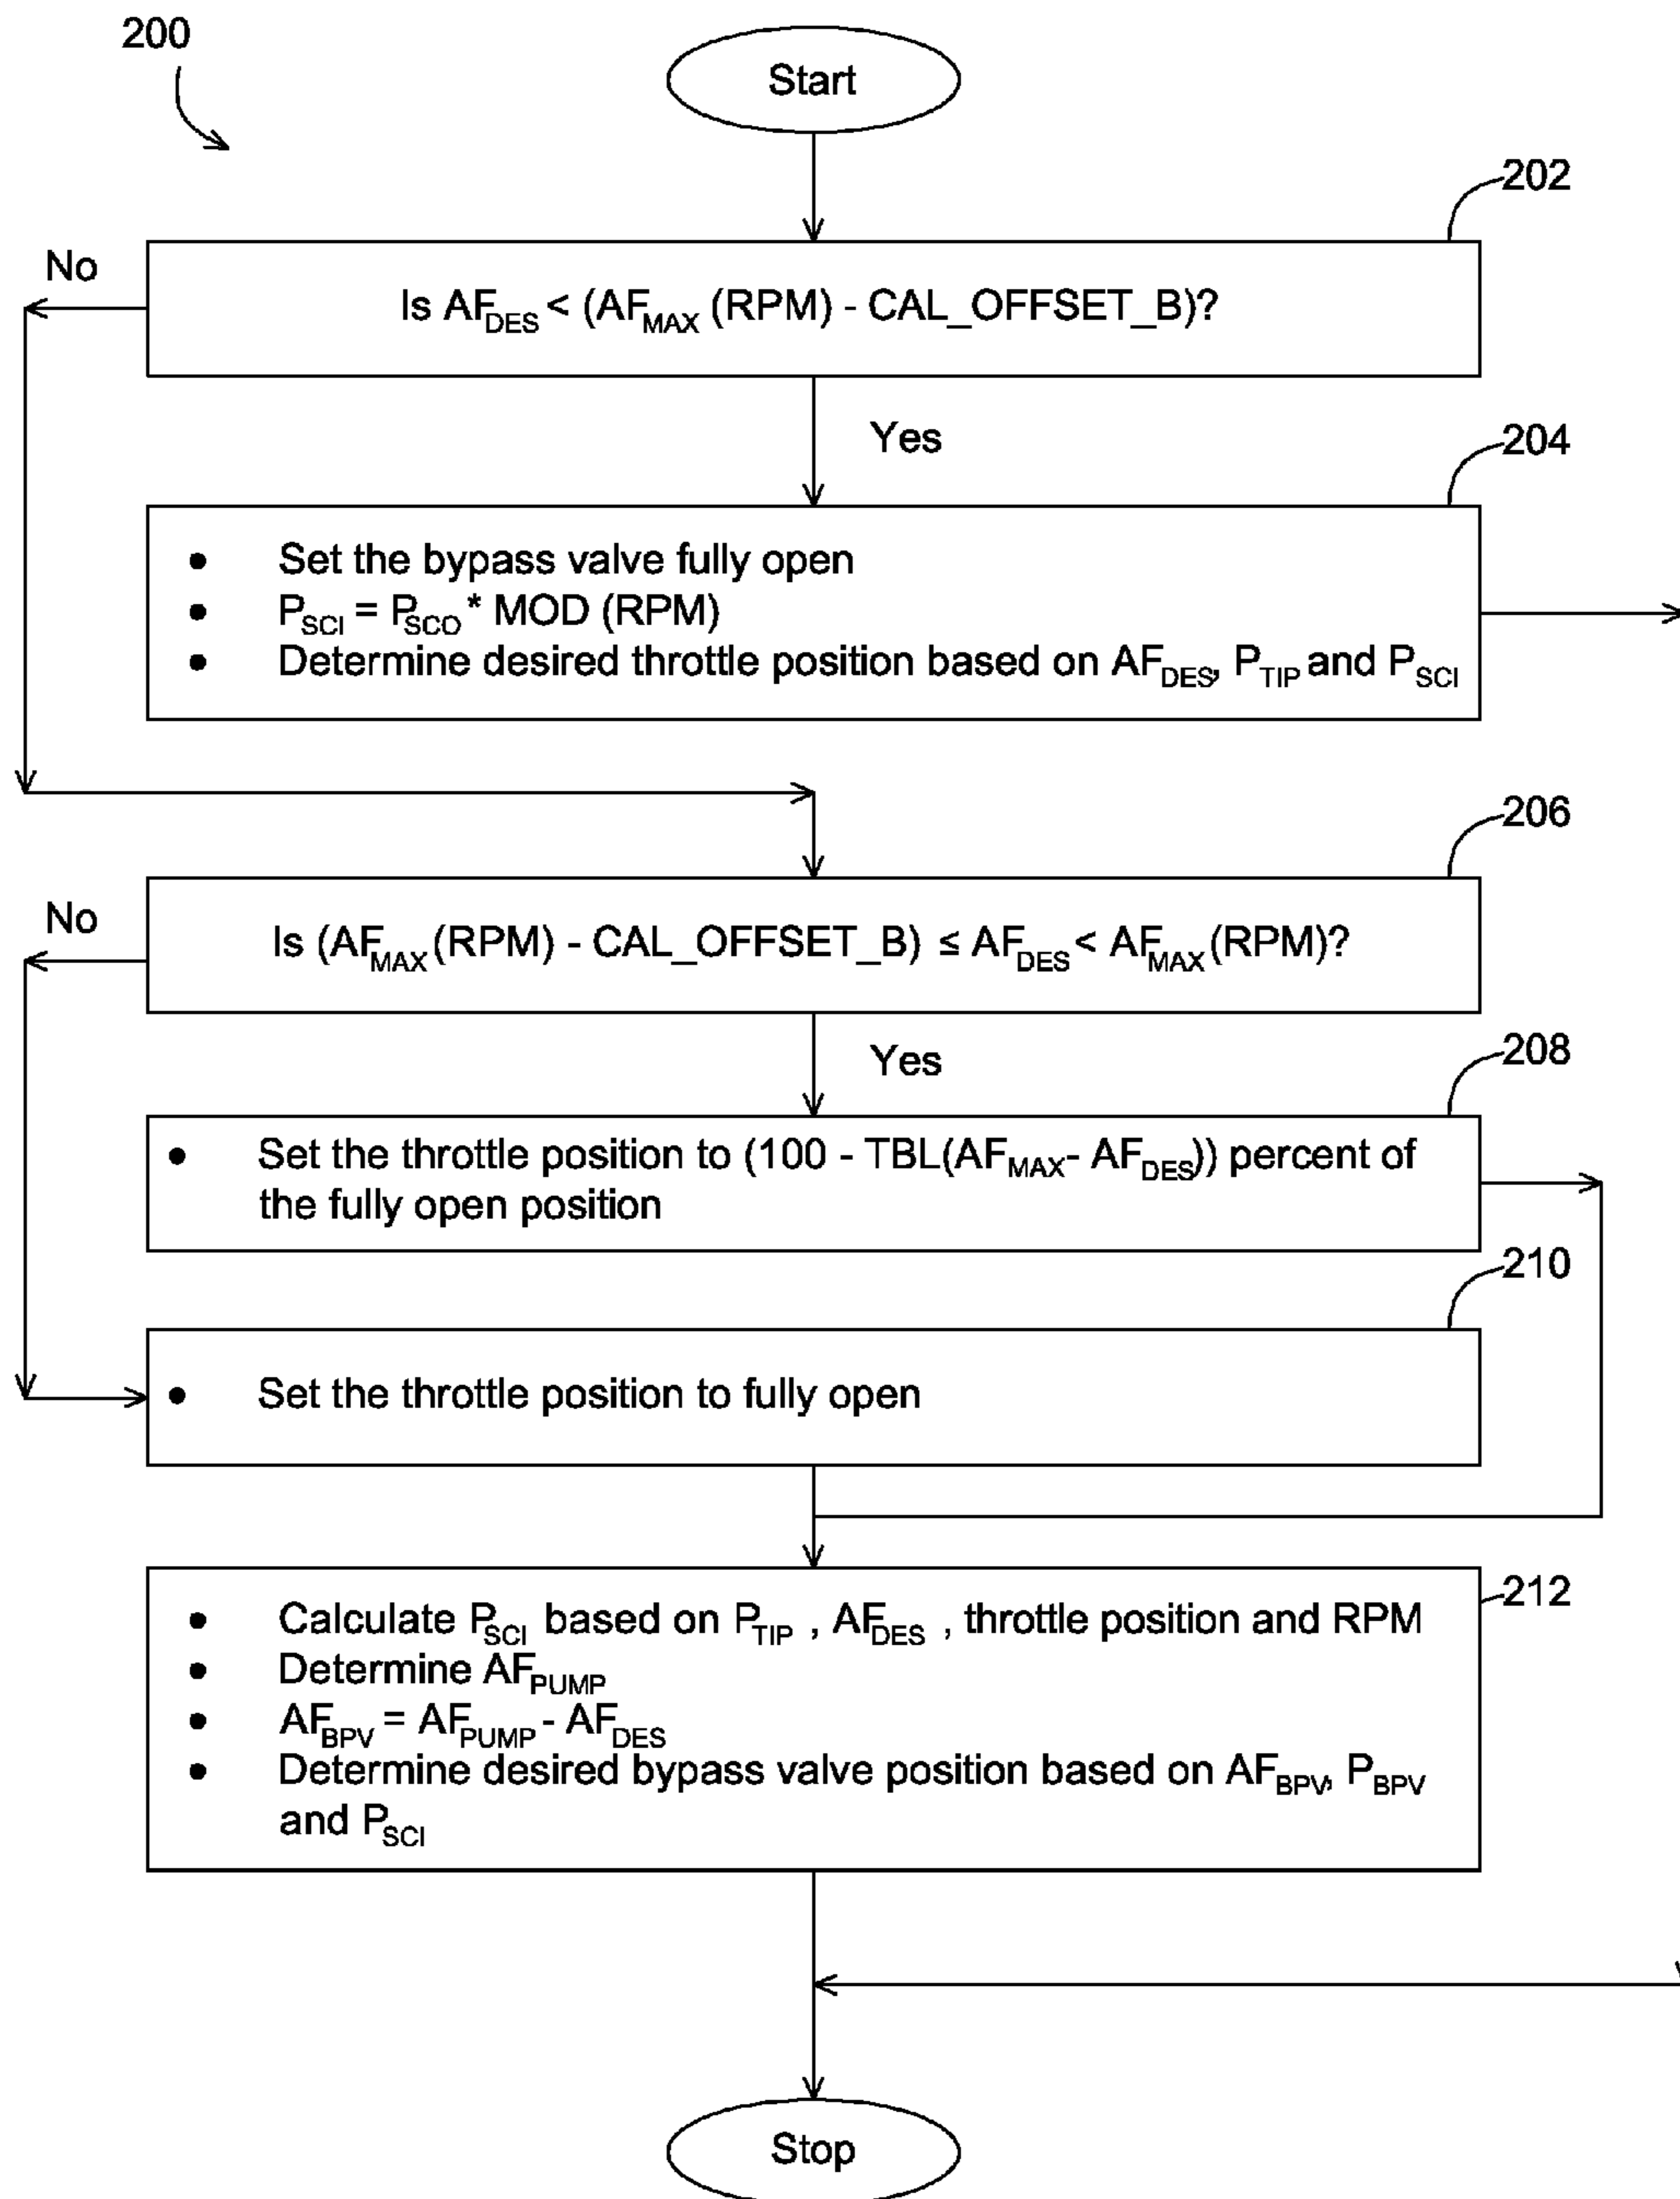 200
Start
202
No
Is AF_DES < (AF_MAX (RPM) - CAL_OFFSET_B)?
Yes
204
• Set the bypass valve fully open
• P_SCI = P_SCO * MOD (RPM)
• Determine desired throttle position based on AF_DES, P_TIP and P_SCI
206
No
Is (AF_MAX (RPM) - CAL_OFFSET_B) ≤ AF_DES < AF_MAX (RPM)?
Yes
208
• Set the throttle position to (100 - TBL(AF_MAX - AF_DES)) percent of
the fully open position
210
• Set the throttle position to fully open
212
• Calculate P_SCI based on P_TIP , AF_DES , throttle position and RPM
• Determine AF_PUMP
• AF_BPV = AF_PUMP - AF_DES
• Determine desired bypass valve position based on AF_BPV, P_BPV
and P_SCI
Stop